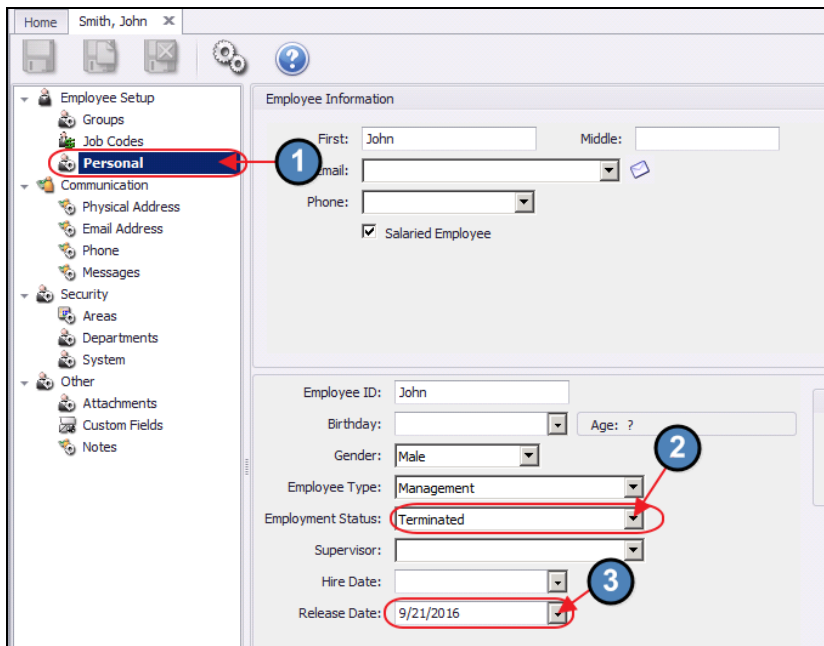 Home Smith, John
Employee Setup
Groups
Job Codes
Personal
Communication
Physical Address
Email Address
Phone
Messages
Security
Areas
Departments
System
Other
Attachments
Custom Fields
Notes
1
Employee Information
First: John Middle:
Email:
Phone:
Salaried Employee
Employee ID: John
Birthday: Age: ?
Gender: Male
2
Employee Type: Management
Employment Status: Terminated
Supervisor:
Hire Date:
3
Release Date: 9/21/2016